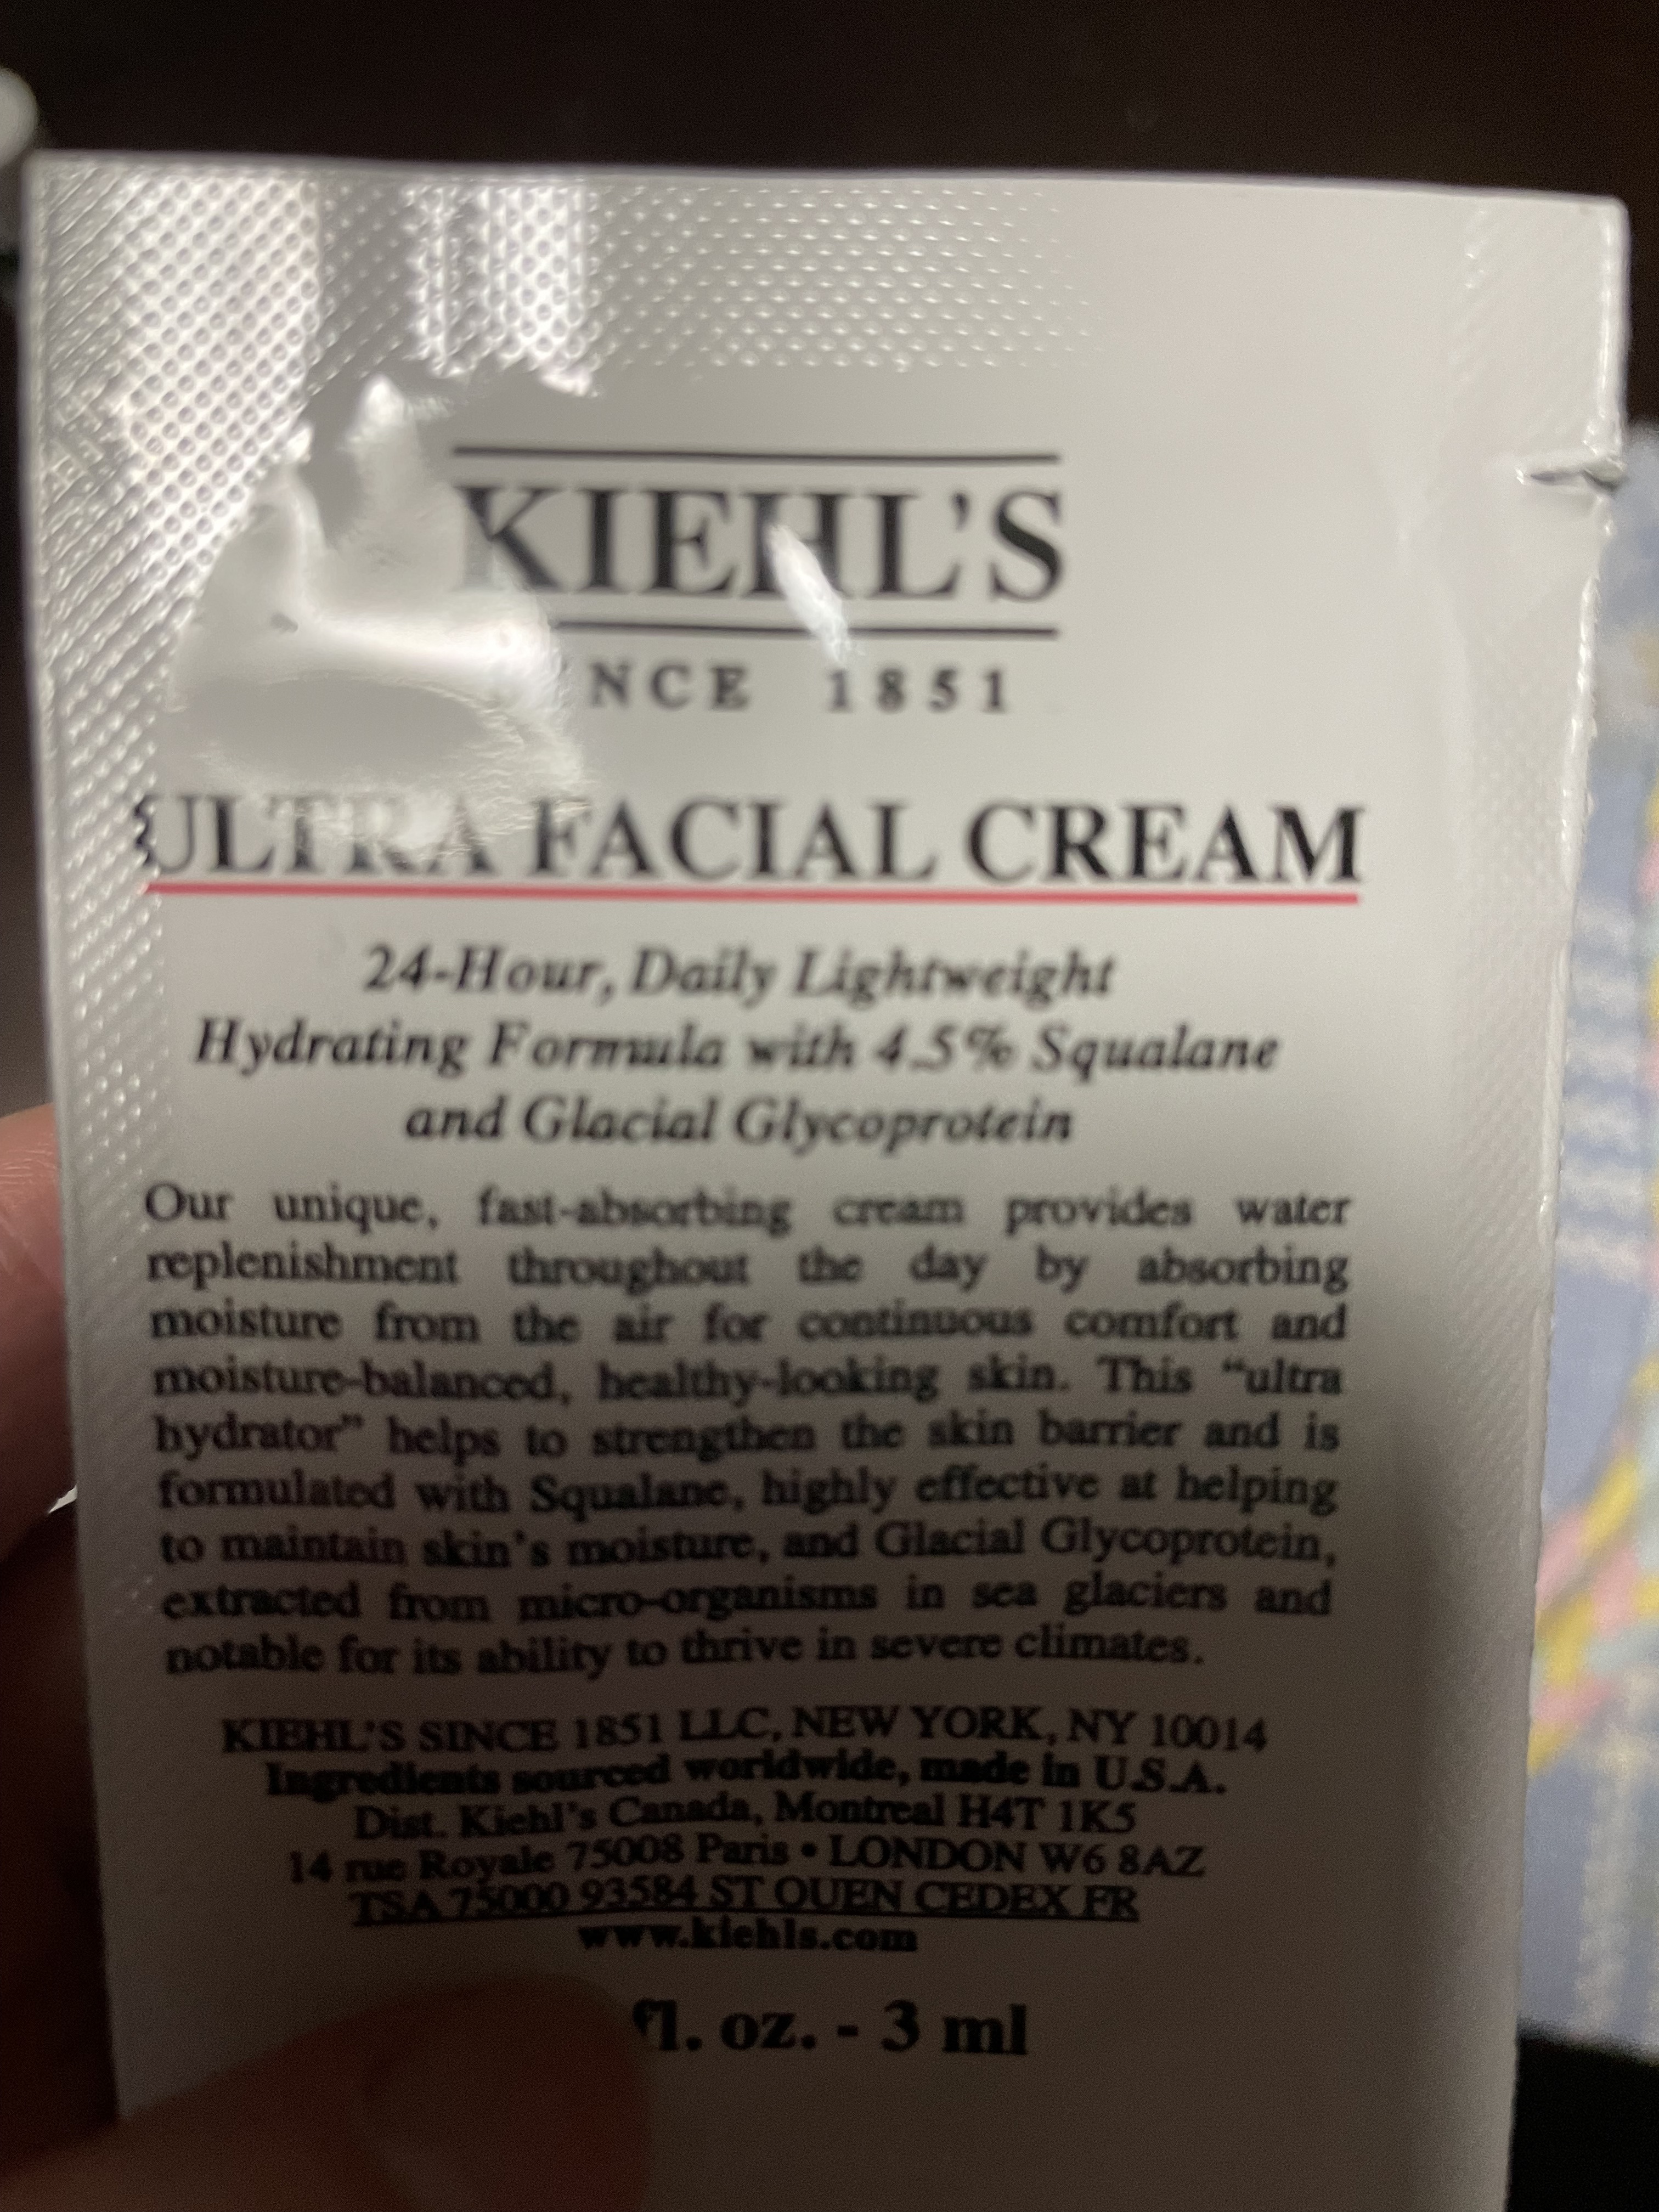 KIEHL'S
NCE 1851
ULTRA FACIAL CREAM
24-Hour, Daily Lightweight
Hydrating Formula with 4.5% Squalane
and Glacial Glycoprotein
Our unique, fast-absorbing cream provides water
replenishment throughout the day by absorbing
moisture from the air for continuous comfort and
moisture-balanced, healthy-looking skin. This “ultra
hydrator” helps to strengthen the skin barrier and is
formulated with Squalane, highly effective at helping
to maintain skin's moisture, and Glacial Glycoprotein,
extracted from micro-organisms in sea glaciers and
notable for its ability to thrive in severe climates.
KIEHL'S SINCE 1851 LLC, NEW YORK, NY 10014
Ingredients sourced worldwide, made in U.S.A.
Dist. Kiehl's Canada, Montreal H4T 1K5
14 rue Royale 75008 Paris • LONDON W6 8AZ
TSA 75000 93584 ST OUEN CEDEX FR
www.kiehls.com
fl. oz. - 3 ml